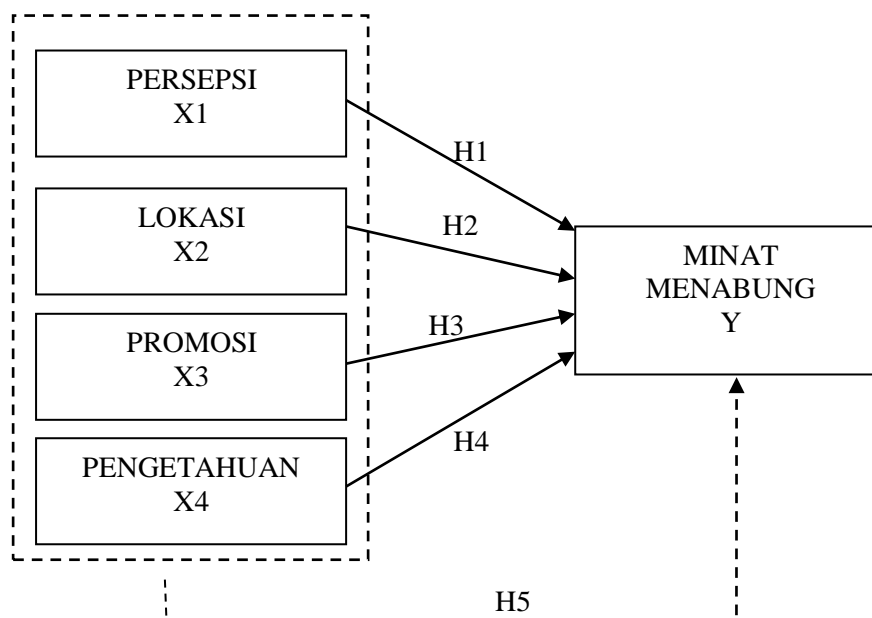 PERSEPSI
X1
H1
LOKASI
X2
H2
MINAT
MENABUNG
Y
PROMOSI
X3
H3
PENGETAHUAN
X4
H4
H5